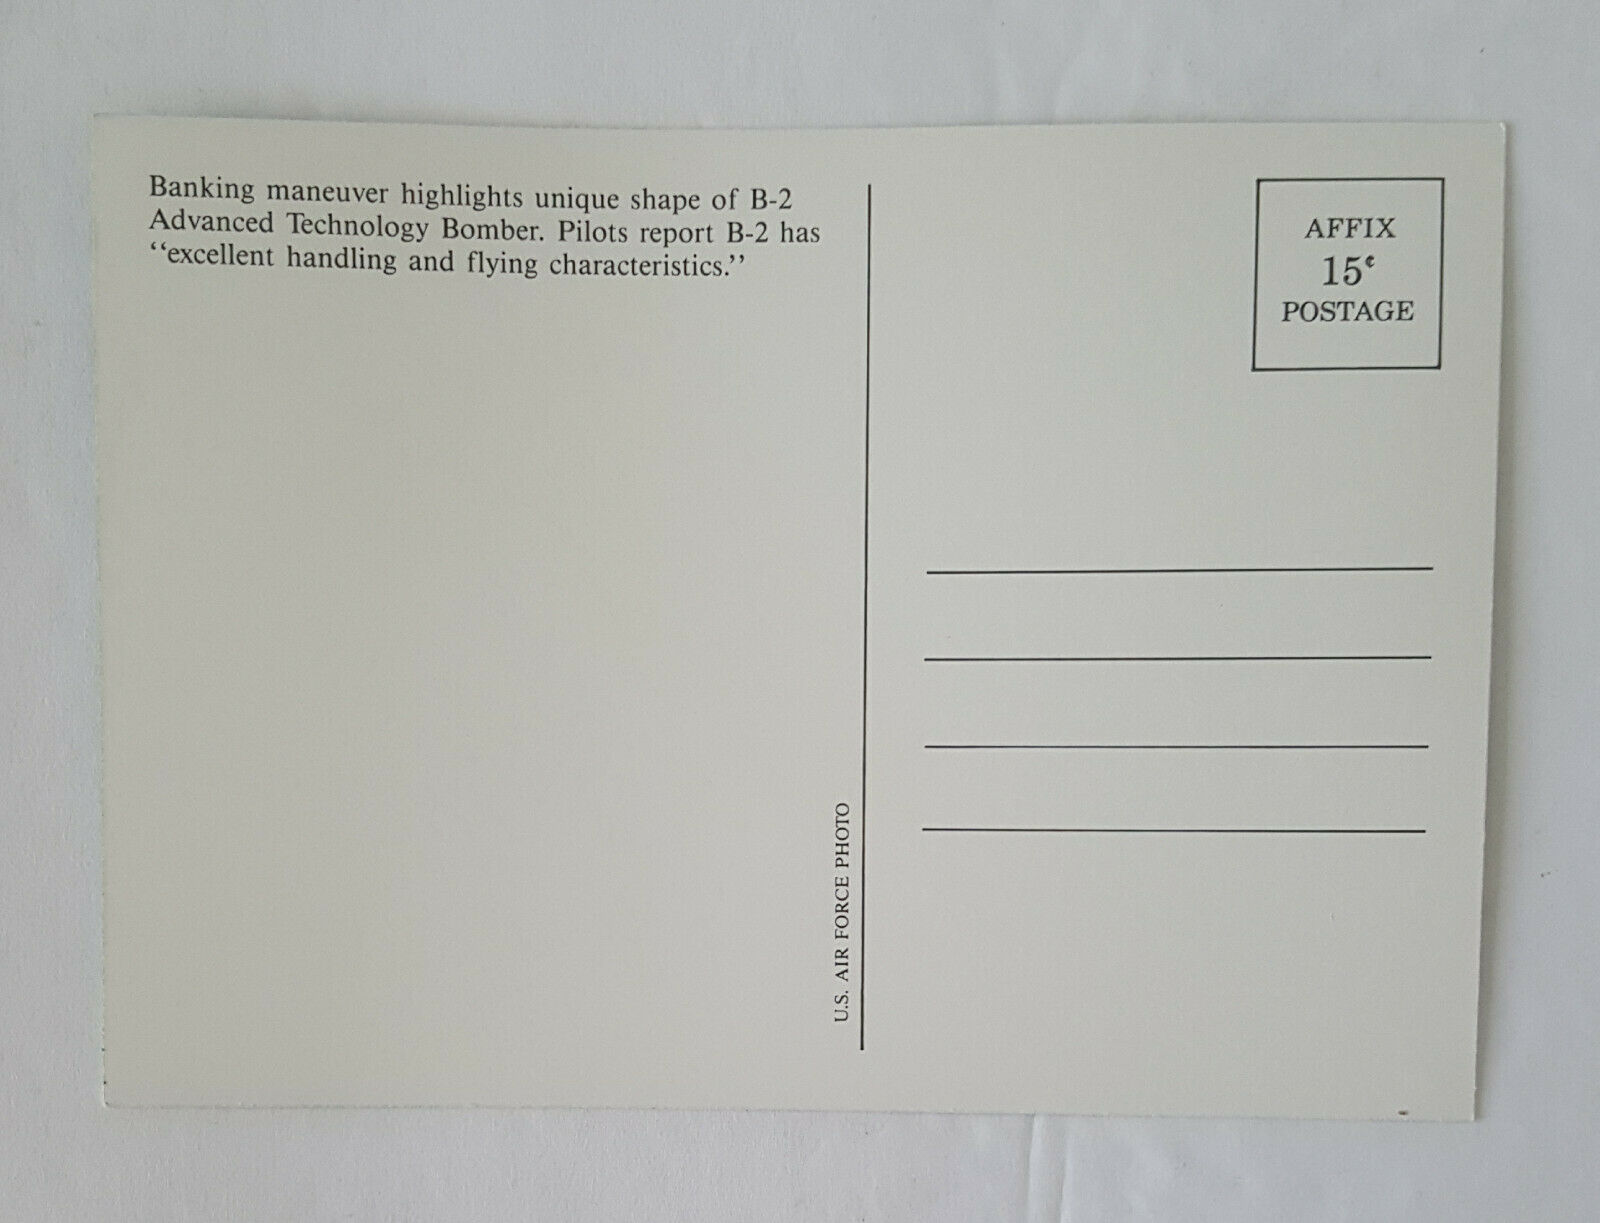 Banking maneuver highlights unique shape of B-2
Advanced Technology Bomber. Pilots report B-2 has
‘‘excellent handling and flying characteristics.’’
AFFIX
15¢
POSTAGE
U.S. AIR FORCE PHOTO